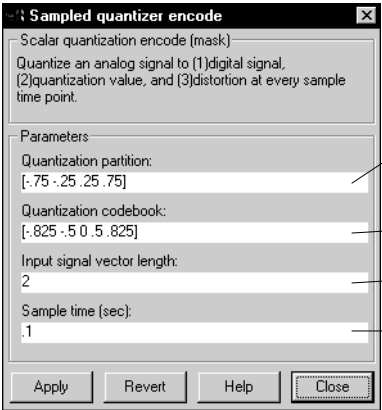 Sampled quantizer encode
Scalar quantization encode (mask)
Quantize an analog signal to (1)digital signal,
(2)quantization value, and (3)distortion at every sample
time point.
Parameters
Quantization partition:
[-.75 -.25 .25 .75]
Quantization codebook:
[-.825 -.5 0 .5 .825]
Input signal vector length:
2
Sample time (sec):
.1
Apply Revert Help Close